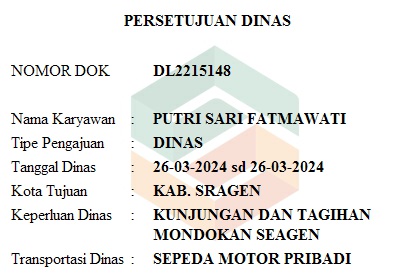 PERSETUJUAN DINAS
NOMOR DOK DL2215148
Nama Karyawan : PUTRI SARI FATMAWATI
Tipe Pengajuan : DINAS
Tanggal Dinas : 26-03-2024 sd 26-03-2024
Kota Tujuan : KAB. SRAGEN
Keperluan Dinas : KUNJUNGAN DAN TAGIHAN
MONDOKAN SEAGEN
Transportasi Dinas : SEPEDA MOTOR PRIBADI